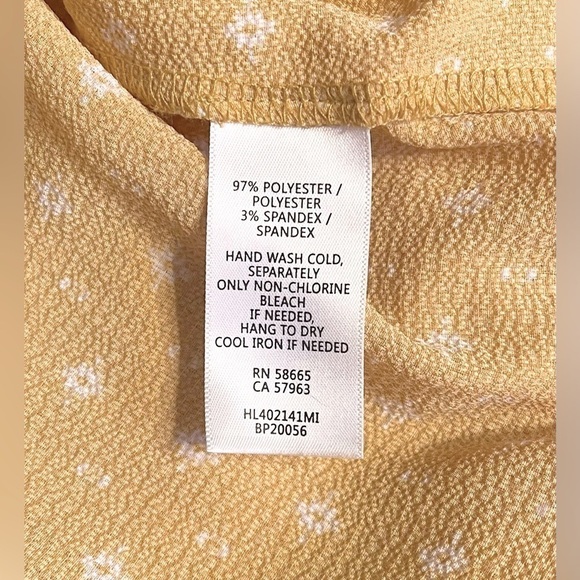 97% POLYESTER /
POLYESTER
3% SPANDEX /
SPANDEX
HAND WASH COLD,
SEPARATELY
ONLY NON-CHLORINE
BLEACH
IF NEEDED,
HANG TO DRY
COOL IRON IF NEEDED
RN 58665
CA 57963
HL402141MI
BP20056